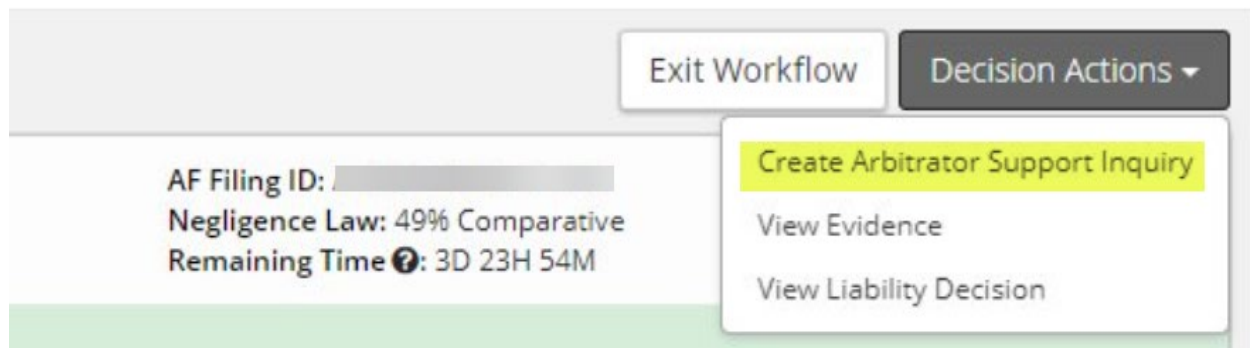 Exit Workflow
Decision Actions
Create Arbitrator Support Inquiry
AF Filing ID:
View Evidence
Negligence Law: 49% Comparative
Remaining Time ?: 3D 23H 54M
View Liability Decision